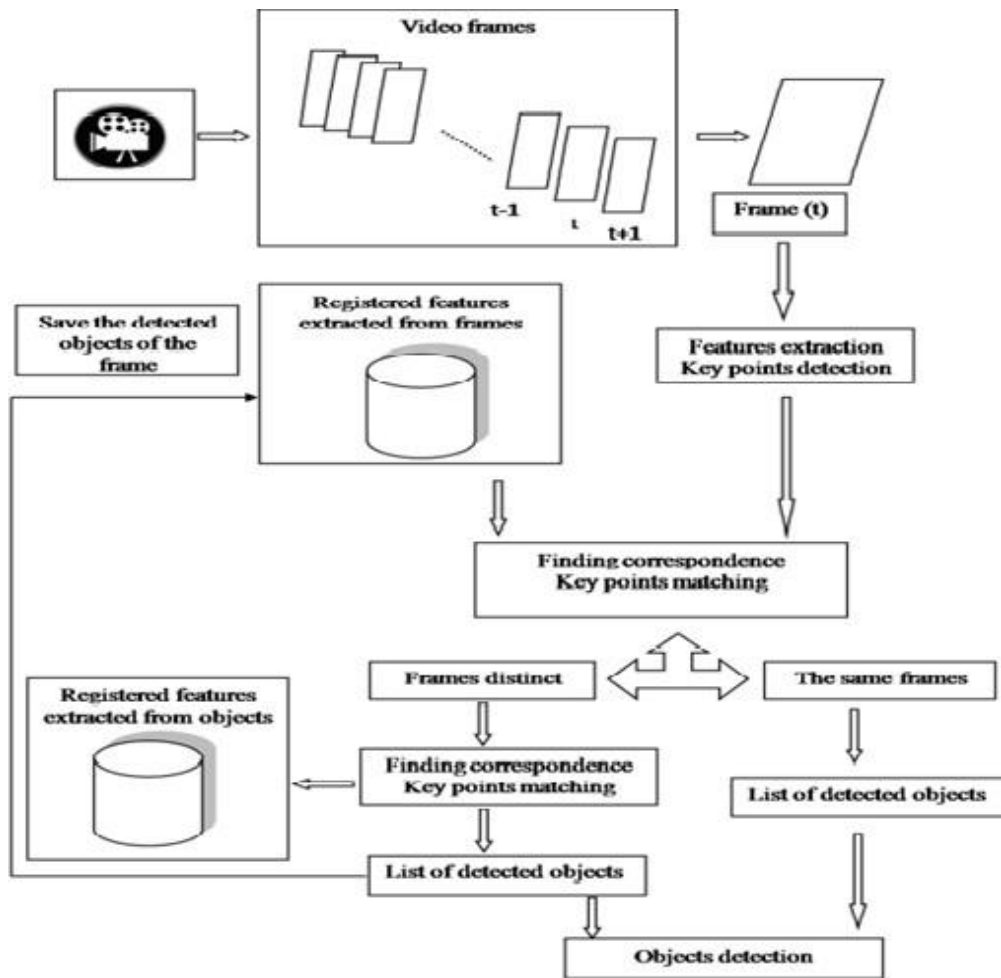 Video frames
t-1
t
t+1
Frame (t)
Registered features
extracted from frames
Save the detected
objects of the
frame
Features extraction
Key points detection
Finding correspondence
Key points matching
Frames distinct
The same frames
Registered features
extracted from objects
Finding correspondence
Key points matching
List of detected objects
List of detected objects
Objects detection